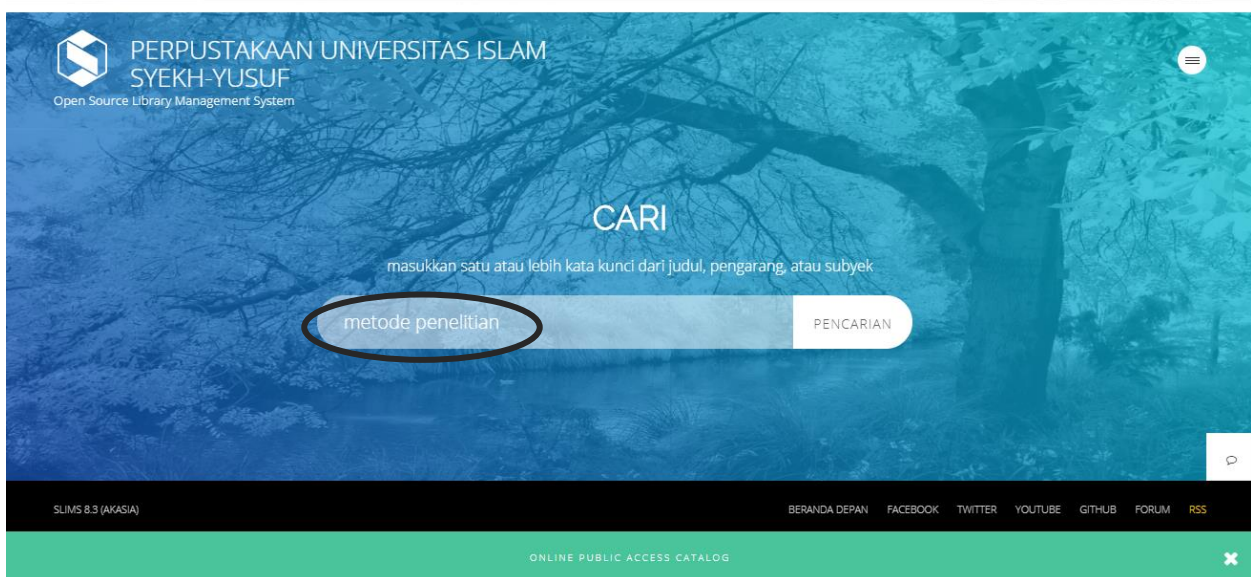 PERPUSTAKAAN UNIVERSITAS ISLAM
SYEKH-YUSUF
Open Source Library Management System
CARI
masukkan satu atau lebih kata kunci dari judul, pengarang, atau subyek
metode penelitian
PENCARIAN
SLIMS 8.3 (AKASIA)
BERANDA DEPAN FACEBOOK TWITTER YOUTUBE GITHUB FORUM RSS
ONLINE PUBLIC ACCESS CATALOG